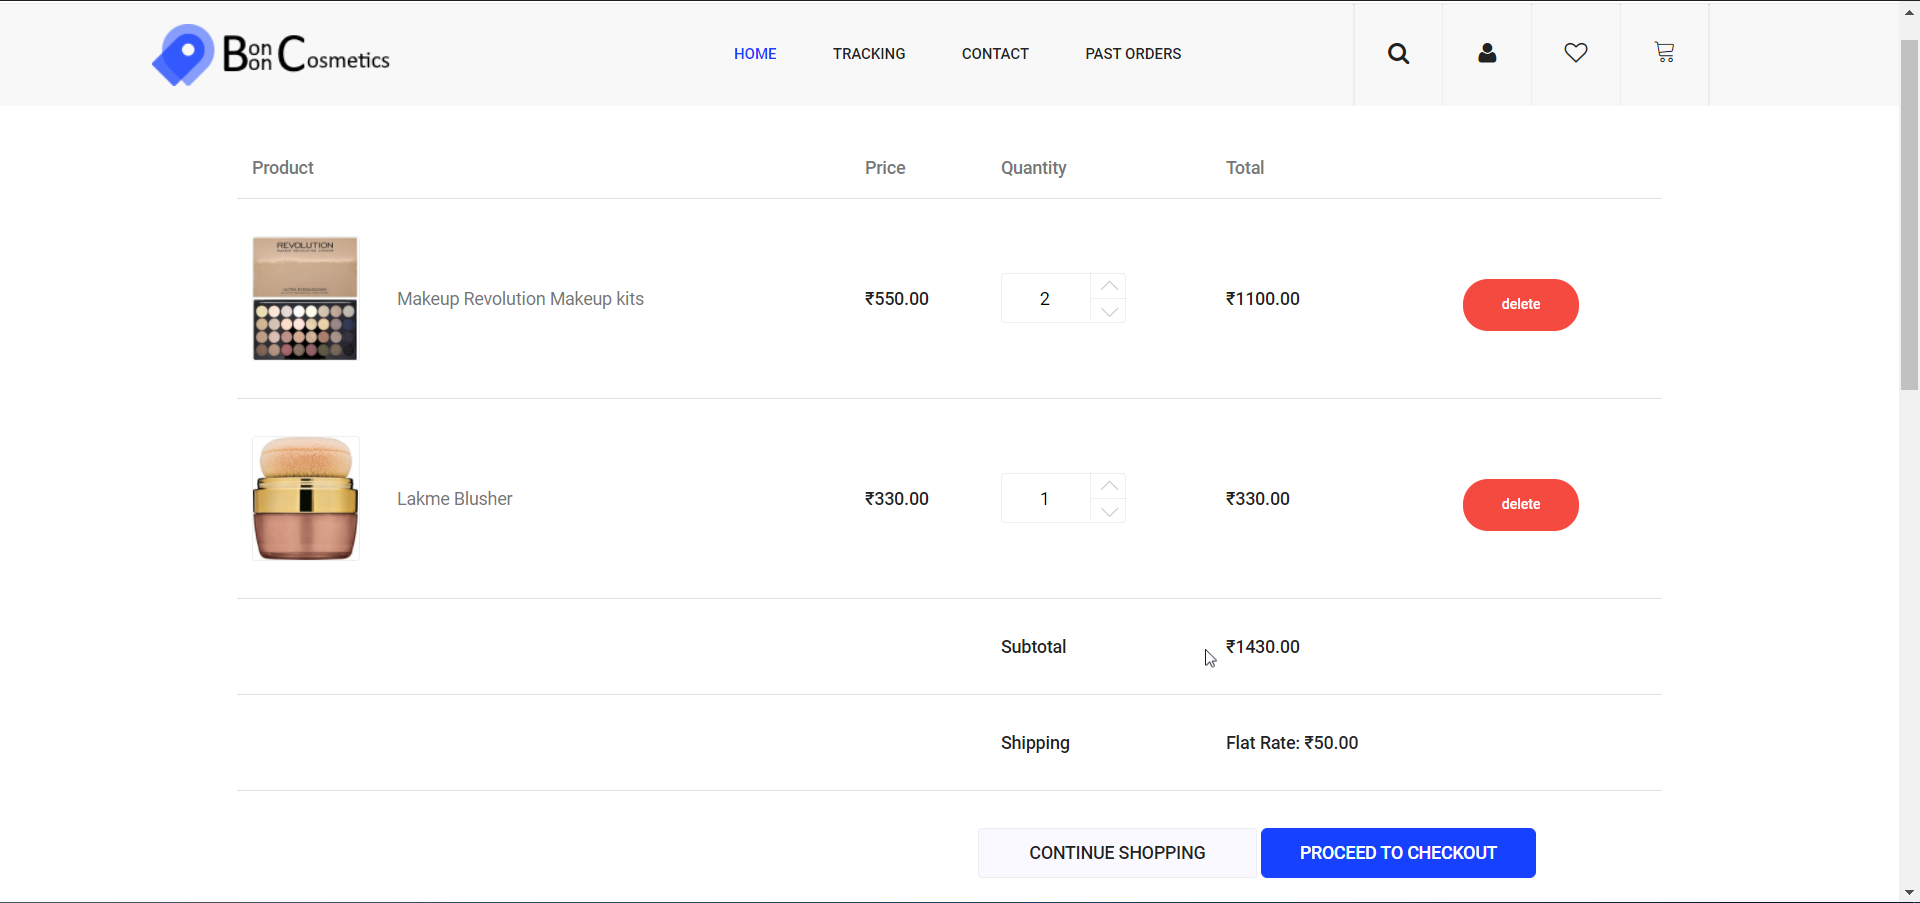 Bon Bon Cosmetics
HOME TRACKING CONTACT PAST ORDERS
Product Price Quantity Total
REVOLUTION
Makeup Revolution Makeup kits ₹550.00 2 ₹1100.00 delete
Lakme Blusher ₹330.00 1 ₹330.00 delete
Subtotal ₹1430.00
Shipping Flat Rate: ₹50.00
CONTINUE SHOPPING PROCEED TO CHECKOUT